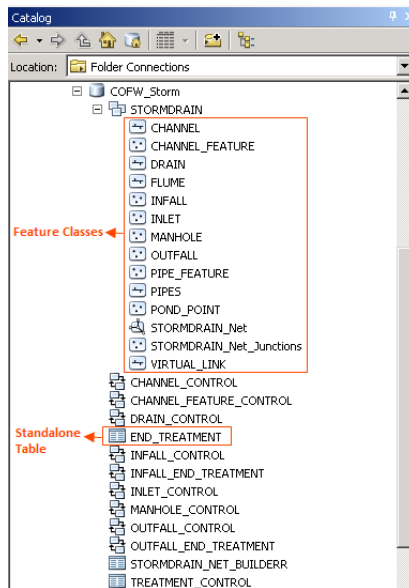 Catalog
Location: Folder Connections
COFW_Storm
STORMDRAIN
CHANNEL
CHANNEL_FEATURE
DRAIN
FLUME
INFALL
INLET
Feature Classes
MANHOLE
OUTFALL
PIPE_FEATURE
PIPES
POND_POINT
STORMDRAIN_Net
STORMDRAIN_Net_Junctions
VIRTUAL_LINK
CHANNEL_CONTROL
CHANNEL_FEATURE_CONTROL
DRAIN_CONTROL
Standalone
Table
END_TREATMENT
INFALL_CONTROL
INFALL_END_TREATMENT
INLET_CONTROL
MANHOLE_CONTROL
OUTFALL_CONTROL
OUTFALL_END_TREATMENT
STORMDRAIN_NET_BUILDERR
TREATMENT_CONTROL